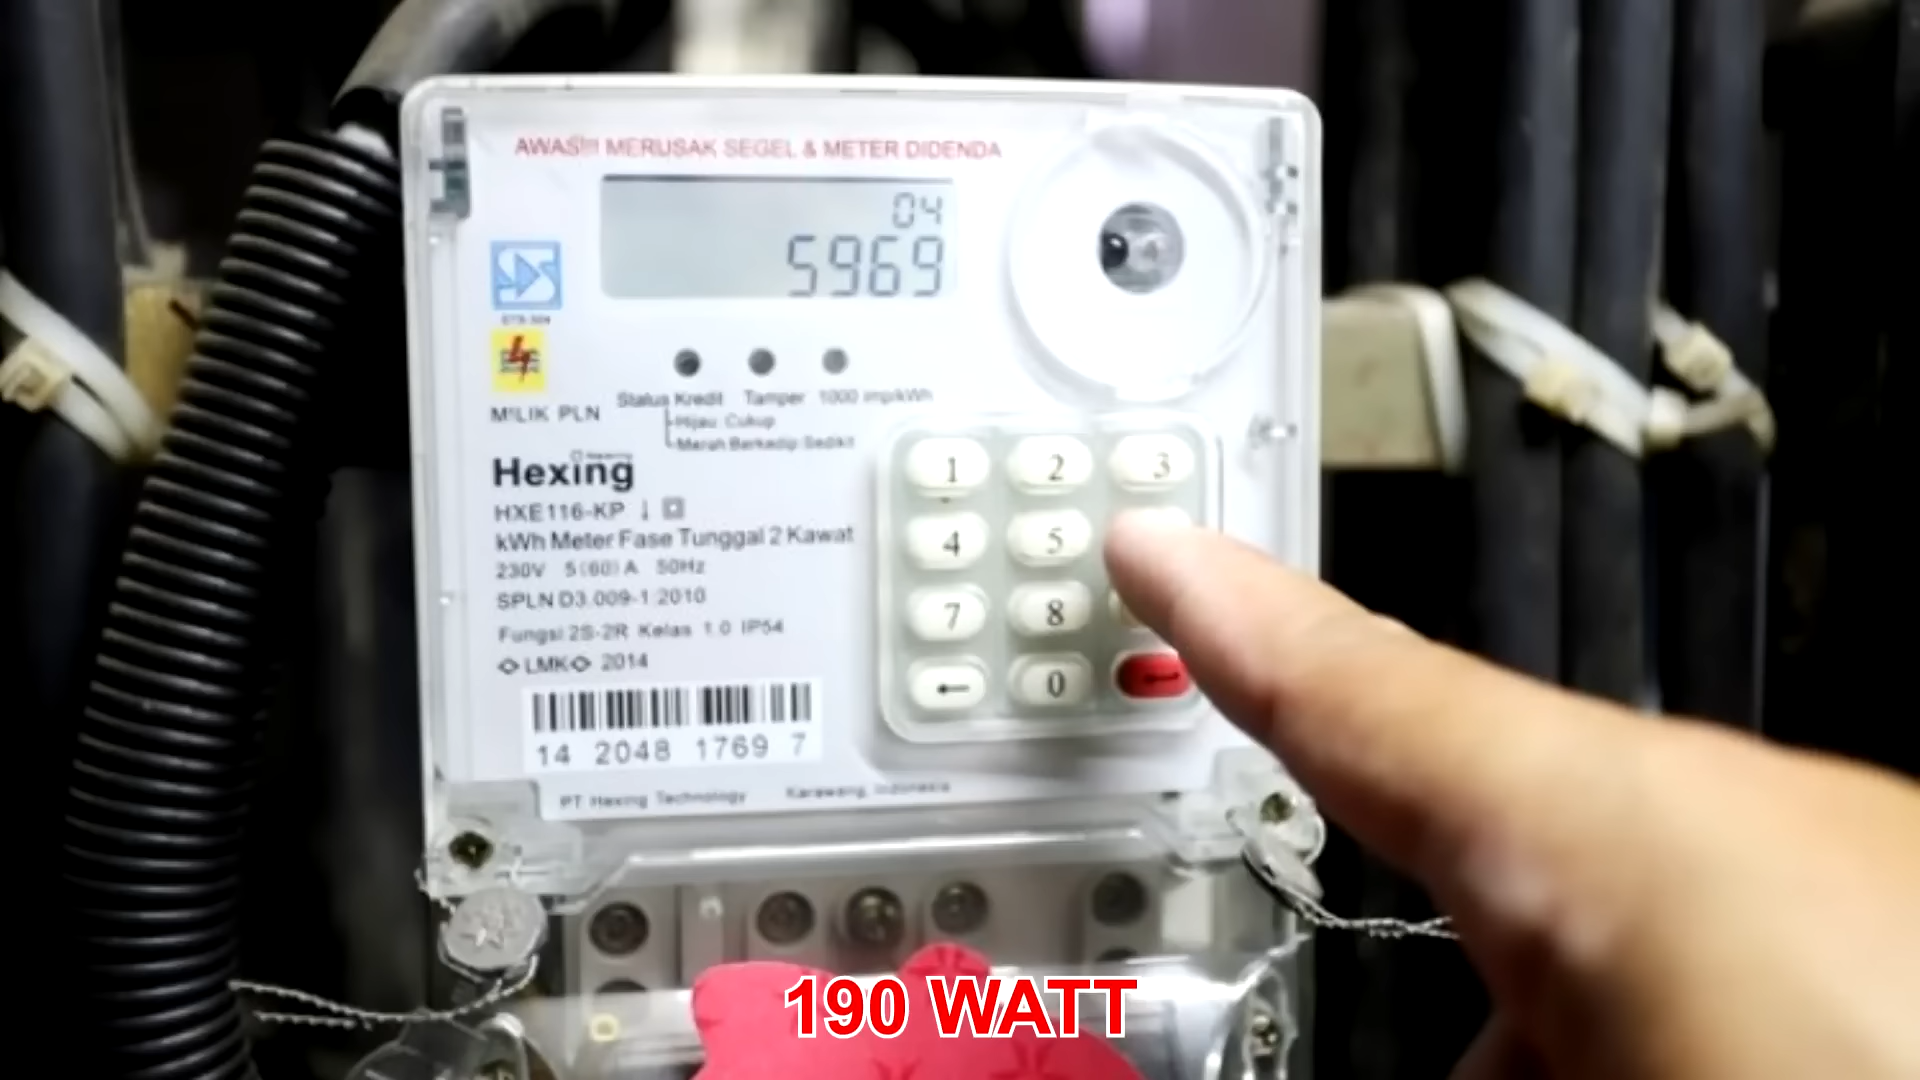 AWAS!!! MERUSAK SEGEL & METER DIDENDA
04
5969
MILIK PLN
Status Kredit Tamper 1000 imp/kWh
Hijau: Cukup
Merah Berkedip: Sedikit
Hexing
HXE116-KP
kWh Meter Fase Tunggal 2 Kawat
230V 5(60)A 50Hz
SPLN D3.009-1:2010
Fungsi 2S-2R Kelas 1.0 IP54
LMK 2014
14 2048 1769 7
PT Hexing Technology Karawang, Indonesia
1 2 3
4 5
7 8
← 0
190 WATT